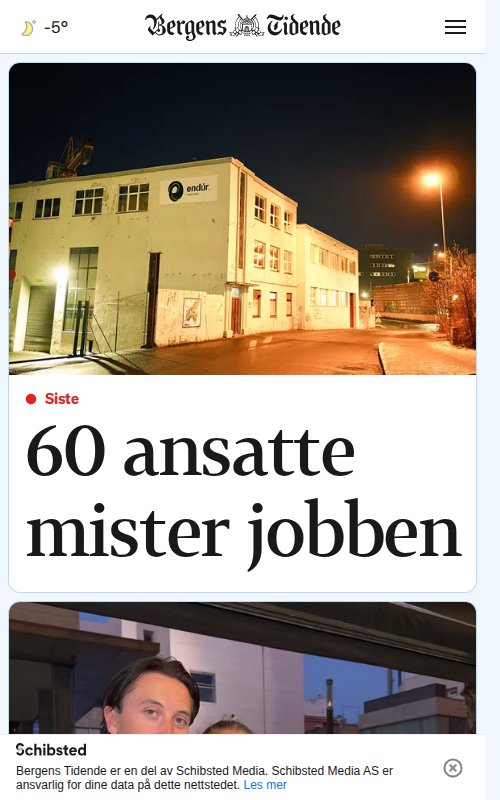 -5°
Bergens Tidende
endúr.
Siste
60 ansatte
mister jobben
Schibsted
Bergens Tidende er en del av Schibsted Media. Schibsted Media AS er
ansvarlig for dine data på dette nettstedet. Les mer